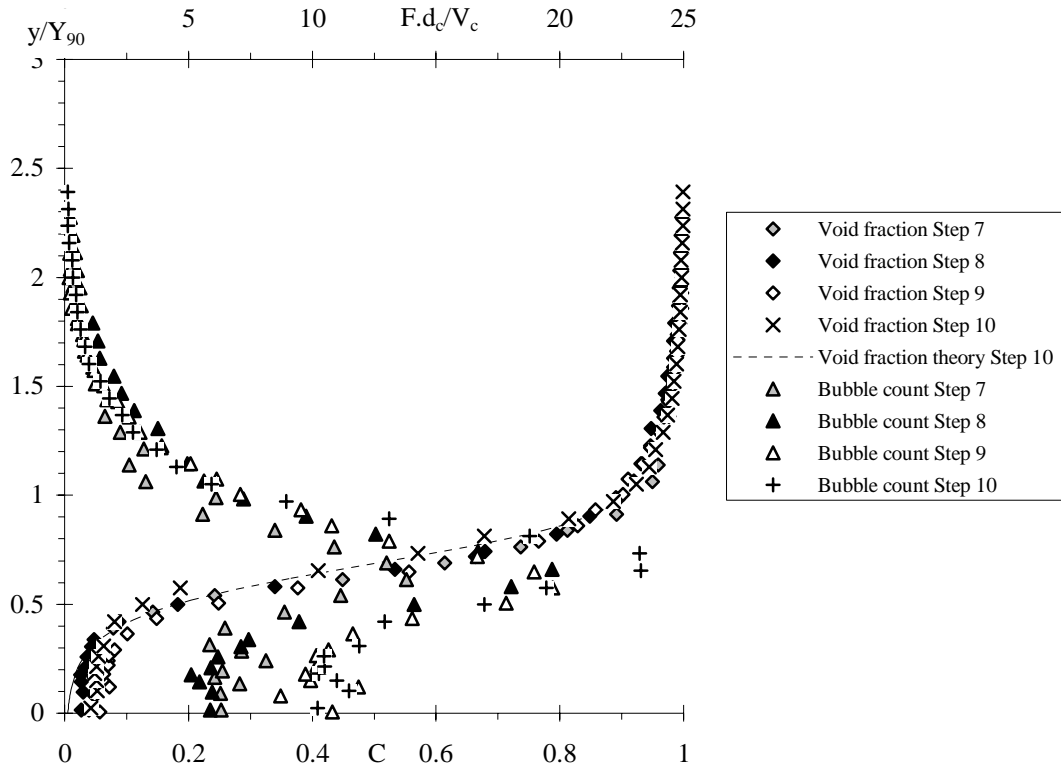 5 10 F.dc/Vc 20 25
y/Y90
3
2.5
2
1.5
1
0.5
0
0 0.2 0.4 C 0.6 0.8 1
Void fraction Step 7
Void fraction Step 8
Void fraction Step 9
Void fraction Step 10
Void fraction theory Step 10
Bubble count Step 7
Bubble count Step 8
Bubble count Step 9
Bubble count Step 10